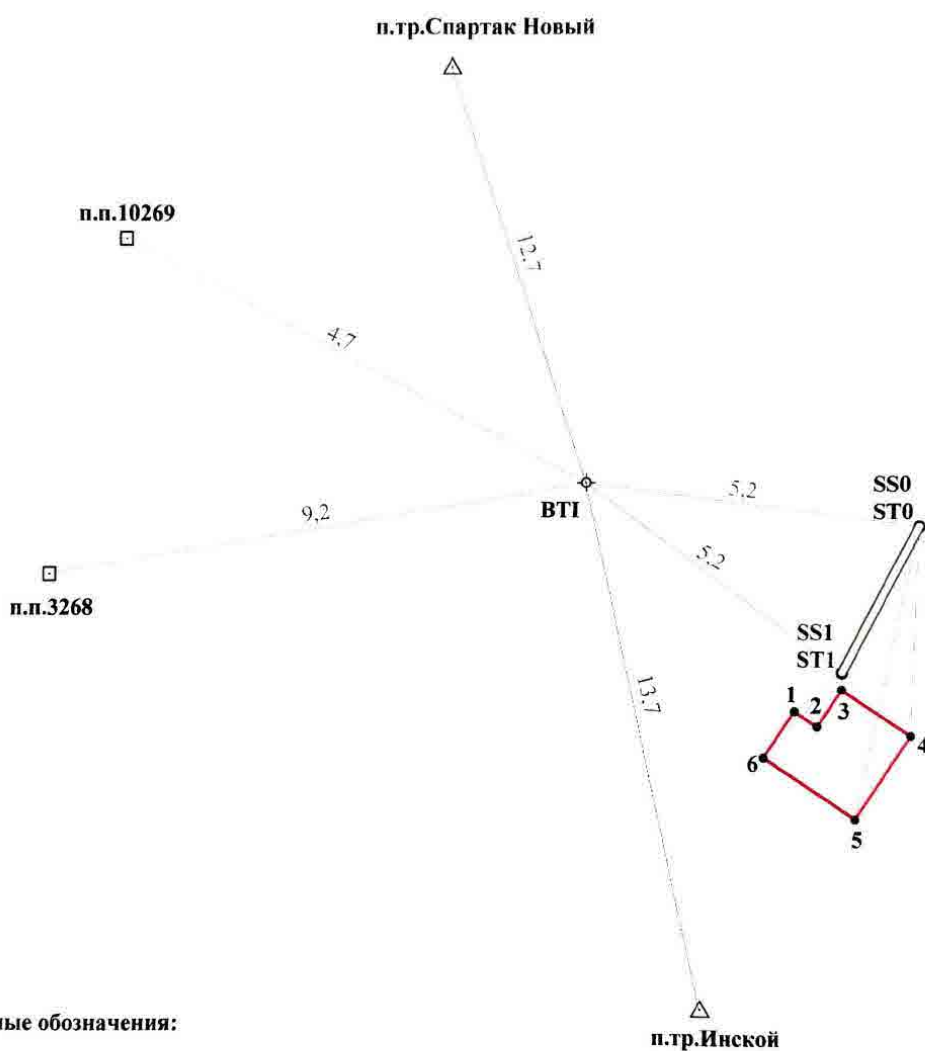 п.тр.Спартак Новый
п.п.10269
12,7
4,7
BTI
9,2
5,2
SS0
ST0
5,2
п.п.3268
SS1
ST1
13,7
1
2
3
4
6
5
ные обозначения:
п.тр.Инской